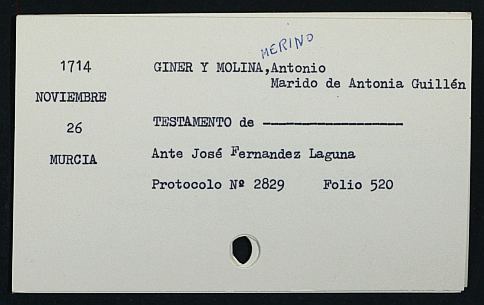 MERINO
1714 GINER Y MOLINA,Antonio
Marido de Antonia Guillén
NOVIEMBRE
26 TESTAMENTO de -------------------
MURCIA Ante José Fernandez Laguna
Protocolo Nº 2829 Folio 520